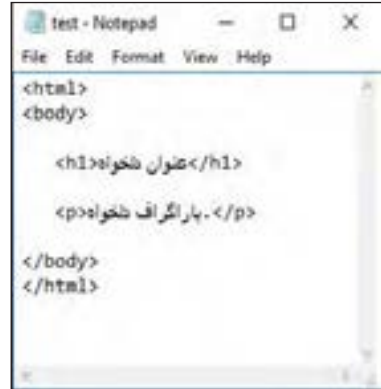 test - Notepad
File Edit Format View Help
<html>
<body>
<h1>عنوان دلخواه</h1>
<p>پاراگراف دلخواه.</p>
</body>
</html>